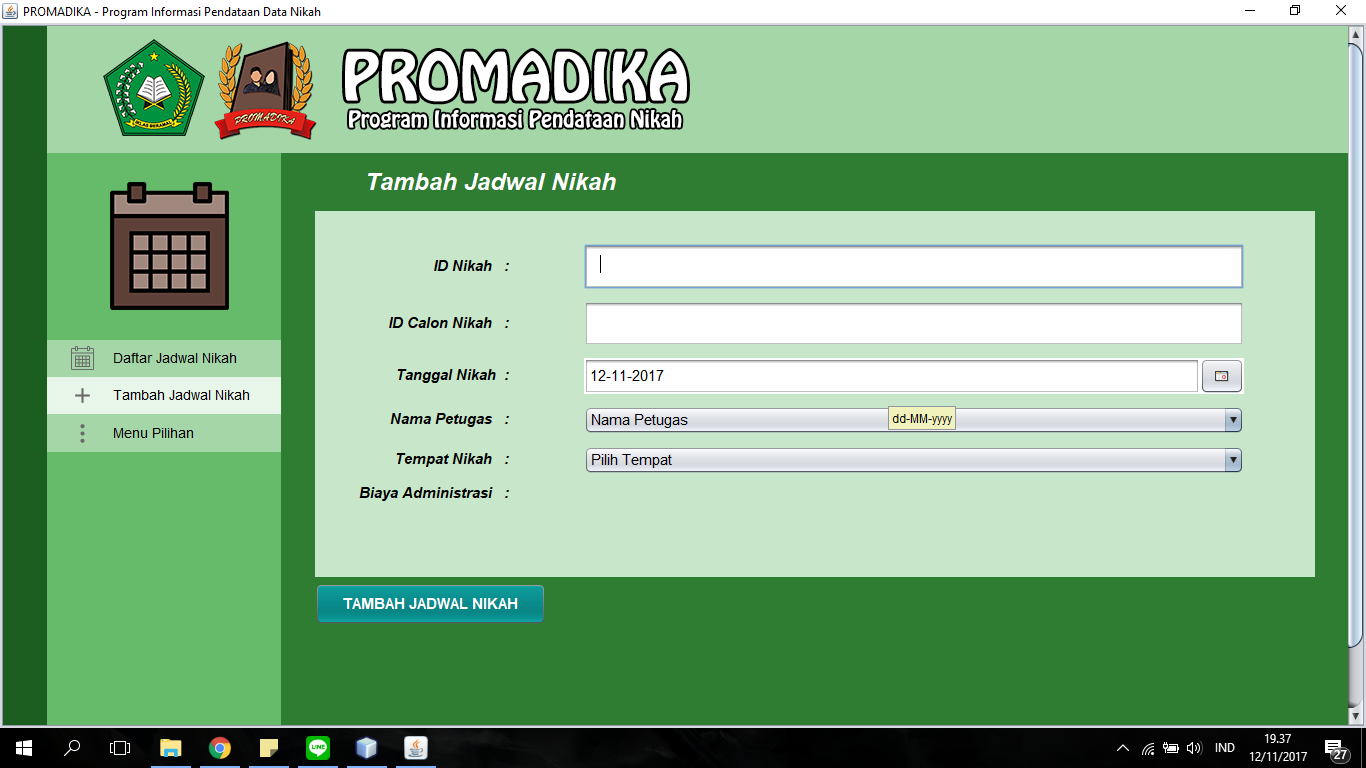 PROMADIKA - Program Informasi Pendataan Data Nikah
PROMADIKA
PROMADIKA
Program Informasi Pendataan Nikah
Tambah Jadwal Nikah
ID Nikah :
ID Calon Nikah :
Tanggal Nikah : 12-11-2017
Nama Petugas : Nama Petugas
dd-MM-yyyy
Tempat Nikah : Pilih Tempat
Biaya Administrasi :
TAMBAH JADWAL NIKAH
Daftar Jadwal Nikah
Tambah Jadwal Nikah
Menu Pilihan
LINE
IND
19.37
12/11/2017
27